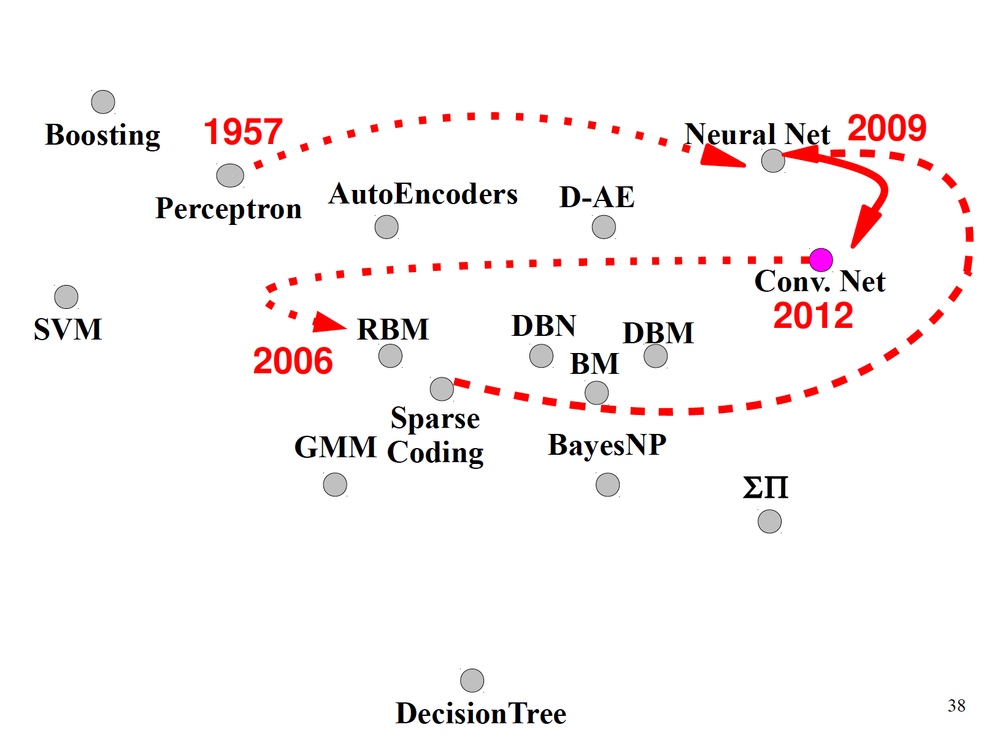 Boosting
1957
Neural Net
2009
Perceptron
AutoEncoders
D-AE
Conv. Net
2012
SVM
RBM
DBN
DBM
2006
BM
Sparse
Coding
GMM
BayesNP
ΣΠ
DecisionTree
38